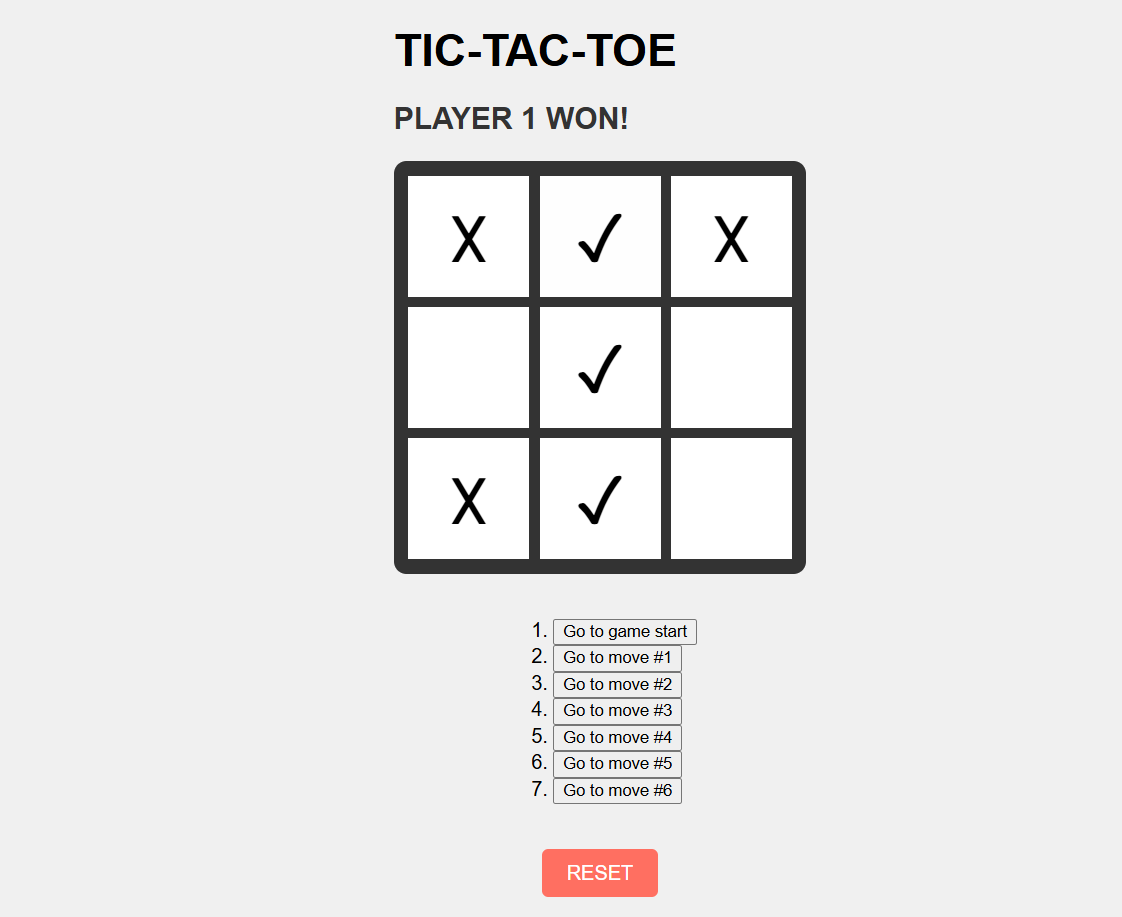 TIC-TAC-TOE
PLAYER 1 WON!
X ✓ X
✓
X ✓
1. Go to game start
2. Go to move #1
3. Go to move #2
4. Go to move #3
5. Go to move #4
6. Go to move #5
7. Go to move #6
RESET